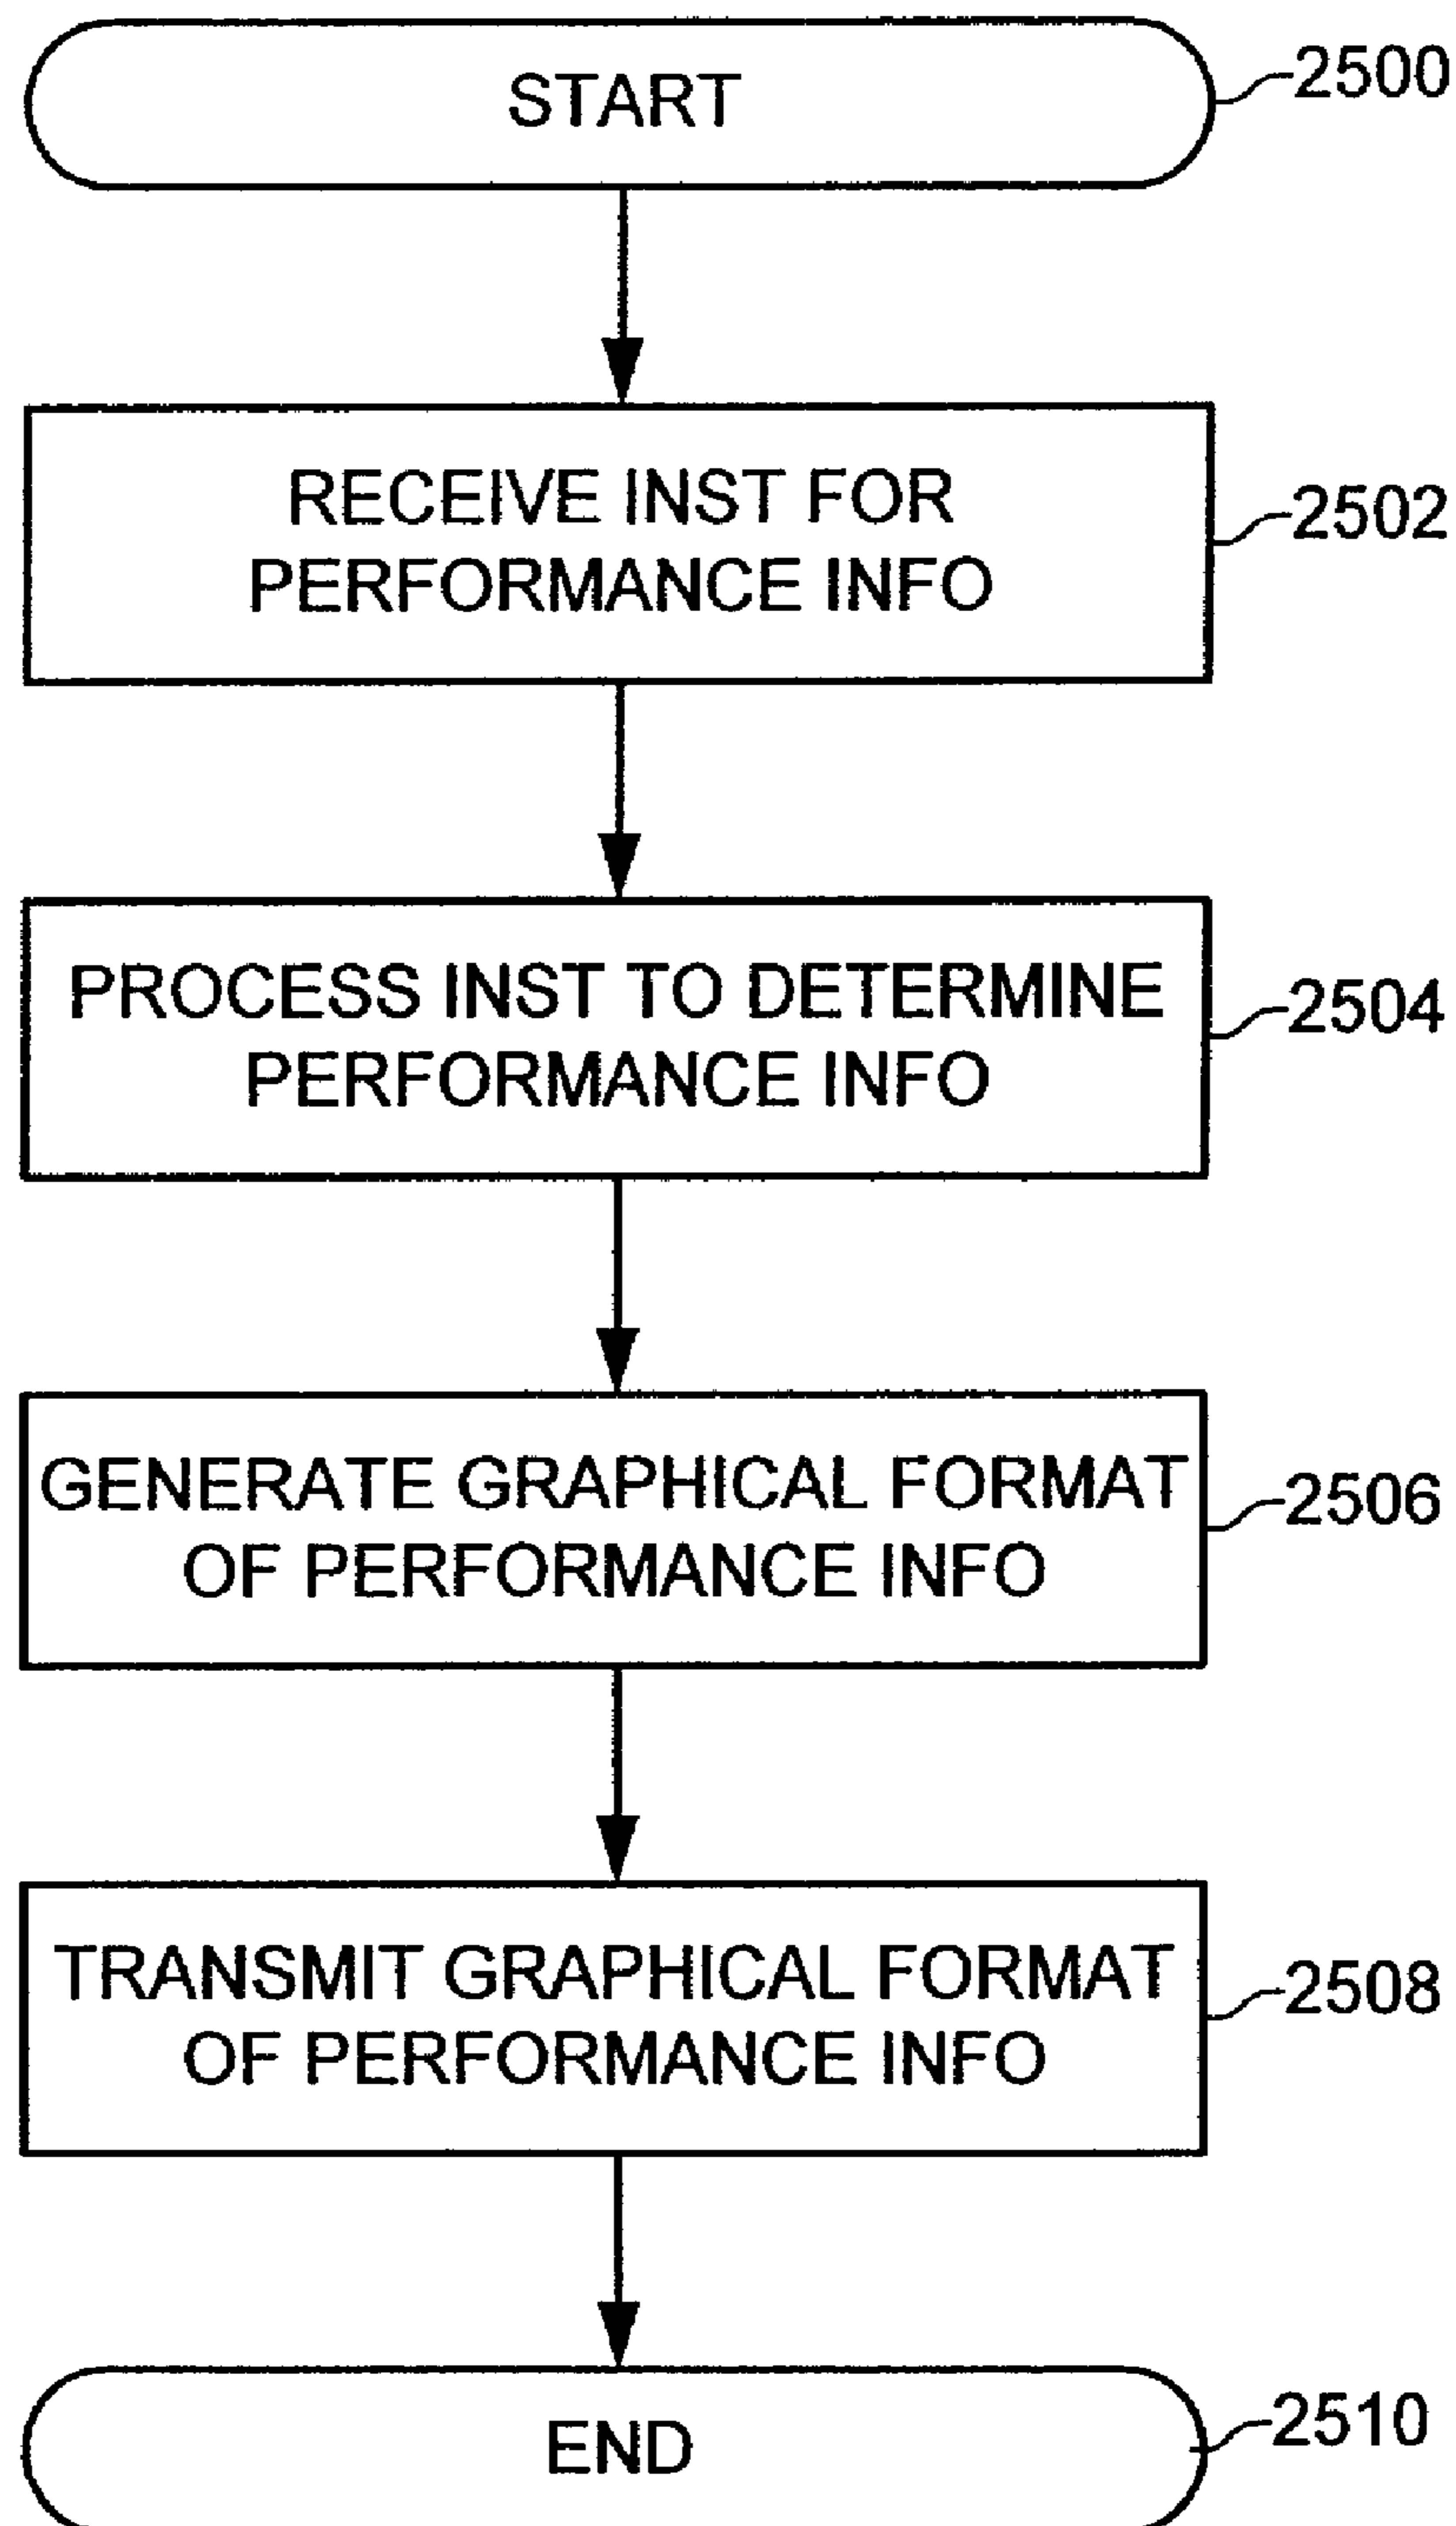 START
2500
RECEIVE INST FOR
PERFORMANCE INFO
2502
PROCESS INST TO DETERMINE
PERFORMANCE INFO
2504
GENERATE GRAPHICAL FORMAT
OF PERFORMANCE INFO
2506
TRANSMIT GRAPHICAL FORMAT
OF PERFORMANCE INFO
2508
END
2510